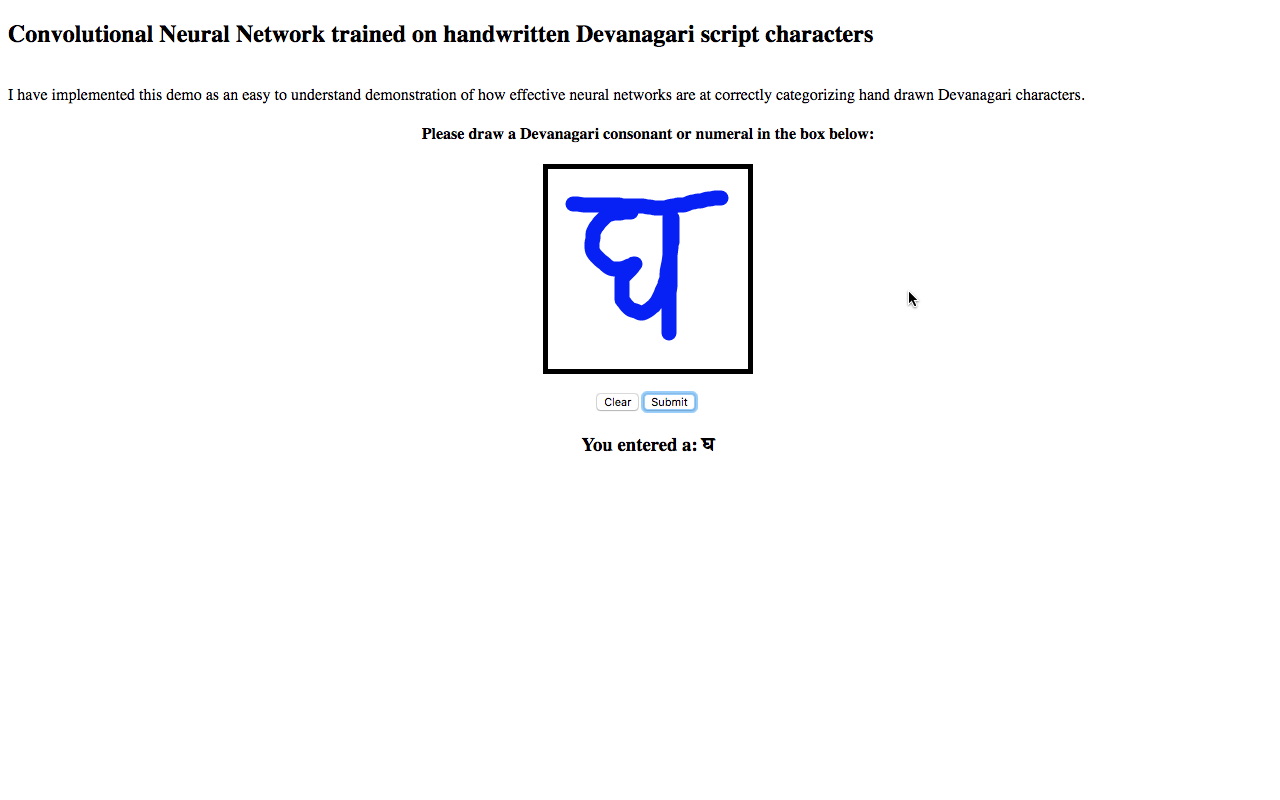 Convolutional Neural Network trained on handwritten Devanagari script characters
I have implemented this demo as an easy to understand demonstration of how effective neural networks are at correctly categorizing hand drawn Devanagari characters.
Please draw a Devanagari consonant or numeral in the box below:
घ
Clear Submit
You entered a: घ